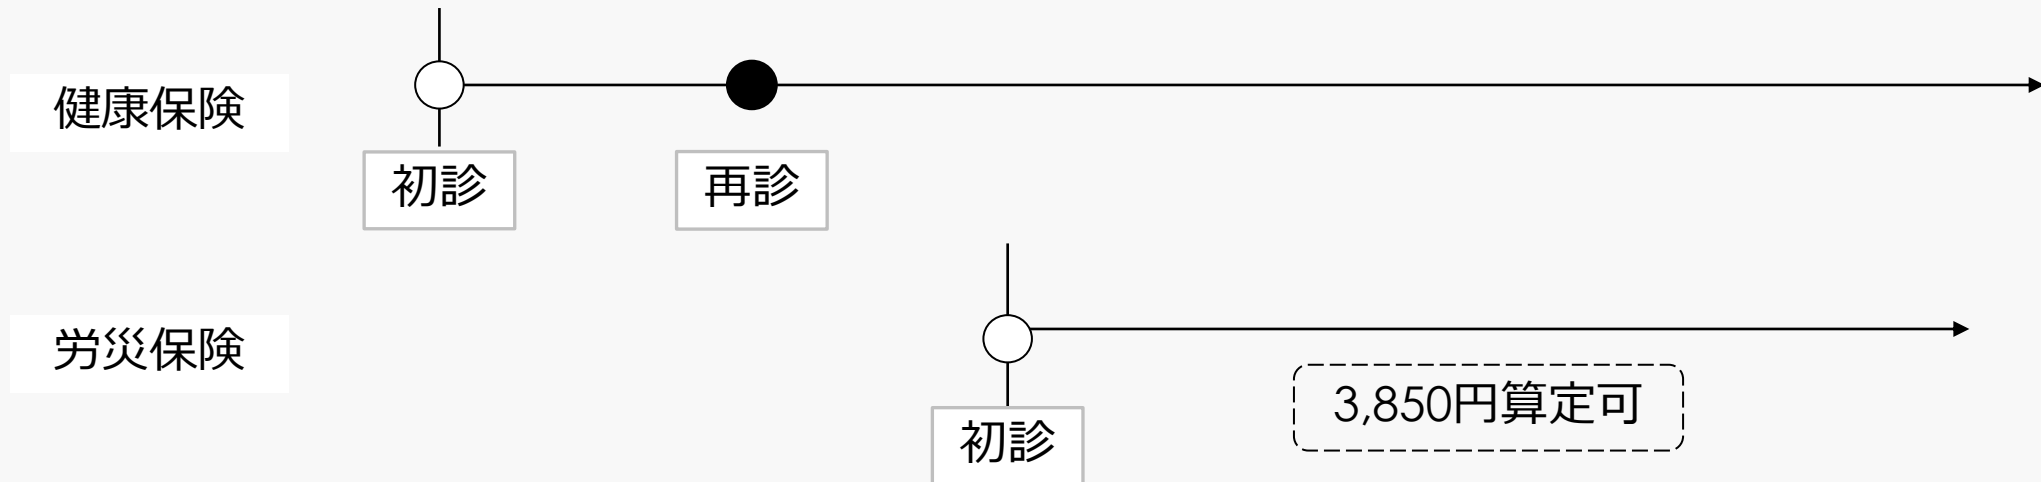 健康保険
初診
再診
労災保険
3,850円算定可
初診